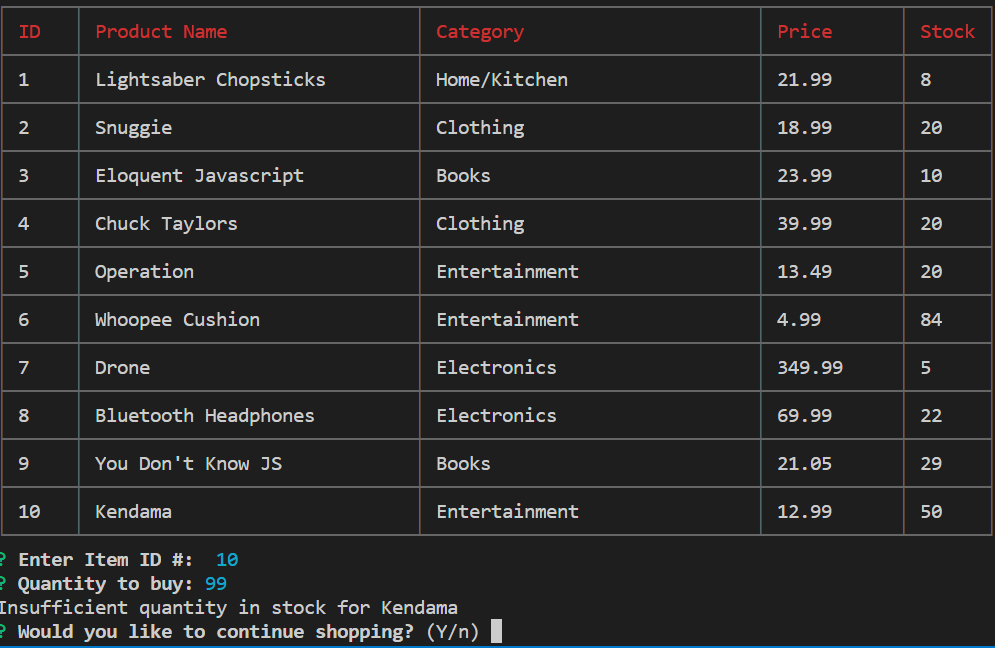 ID Product Name Category Price Stock
1 Lightsaber Chopsticks Home/Kitchen 21.99 8
2 Snuggie Clothing 18.99 20
3 Eloquent Javascript Books 23.99 10
4 Chuck Taylors Clothing 39.99 20
5 Operation Entertainment 13.49 20
6 Whoopee Cushion Entertainment 4.99 84
7 Drone Electronics 349.99 5
8 Bluetooth Headphones Electronics 69.99 22
9 You Don't Know JS Books 21.05 29
10 Kendama Entertainment 12.99 50
? Enter Item ID #: 10
? Quantity to buy: 99
Insufficient quantity in stock for Kendama
? Would you like to continue shopping? (Y/n)